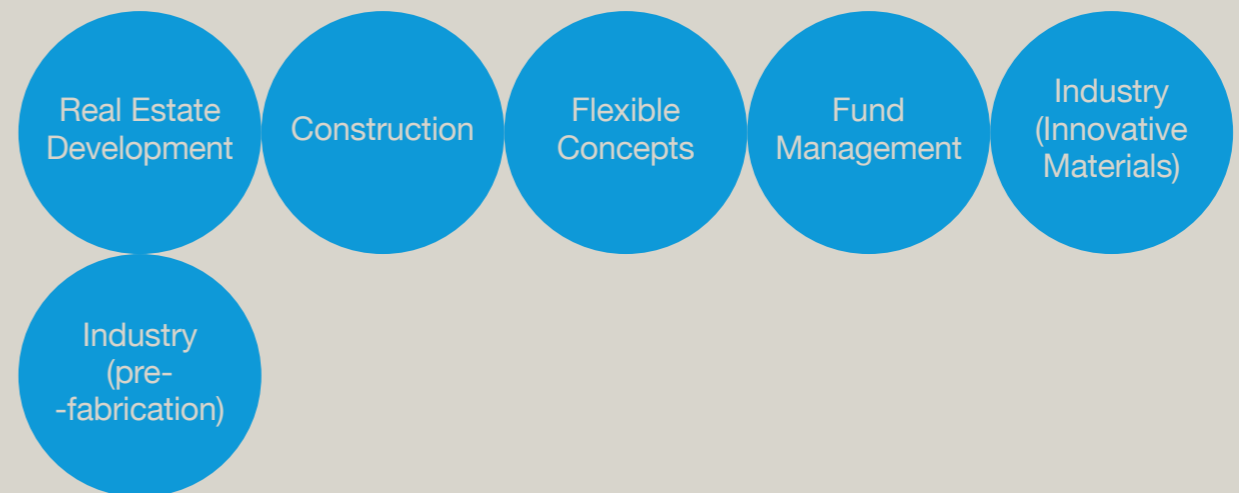 Real Estate
Development
Construction
Flexible
Concepts
Fund
Management
Industry
(Innovative
Materials)
Industry
(pre-
-fabrication)